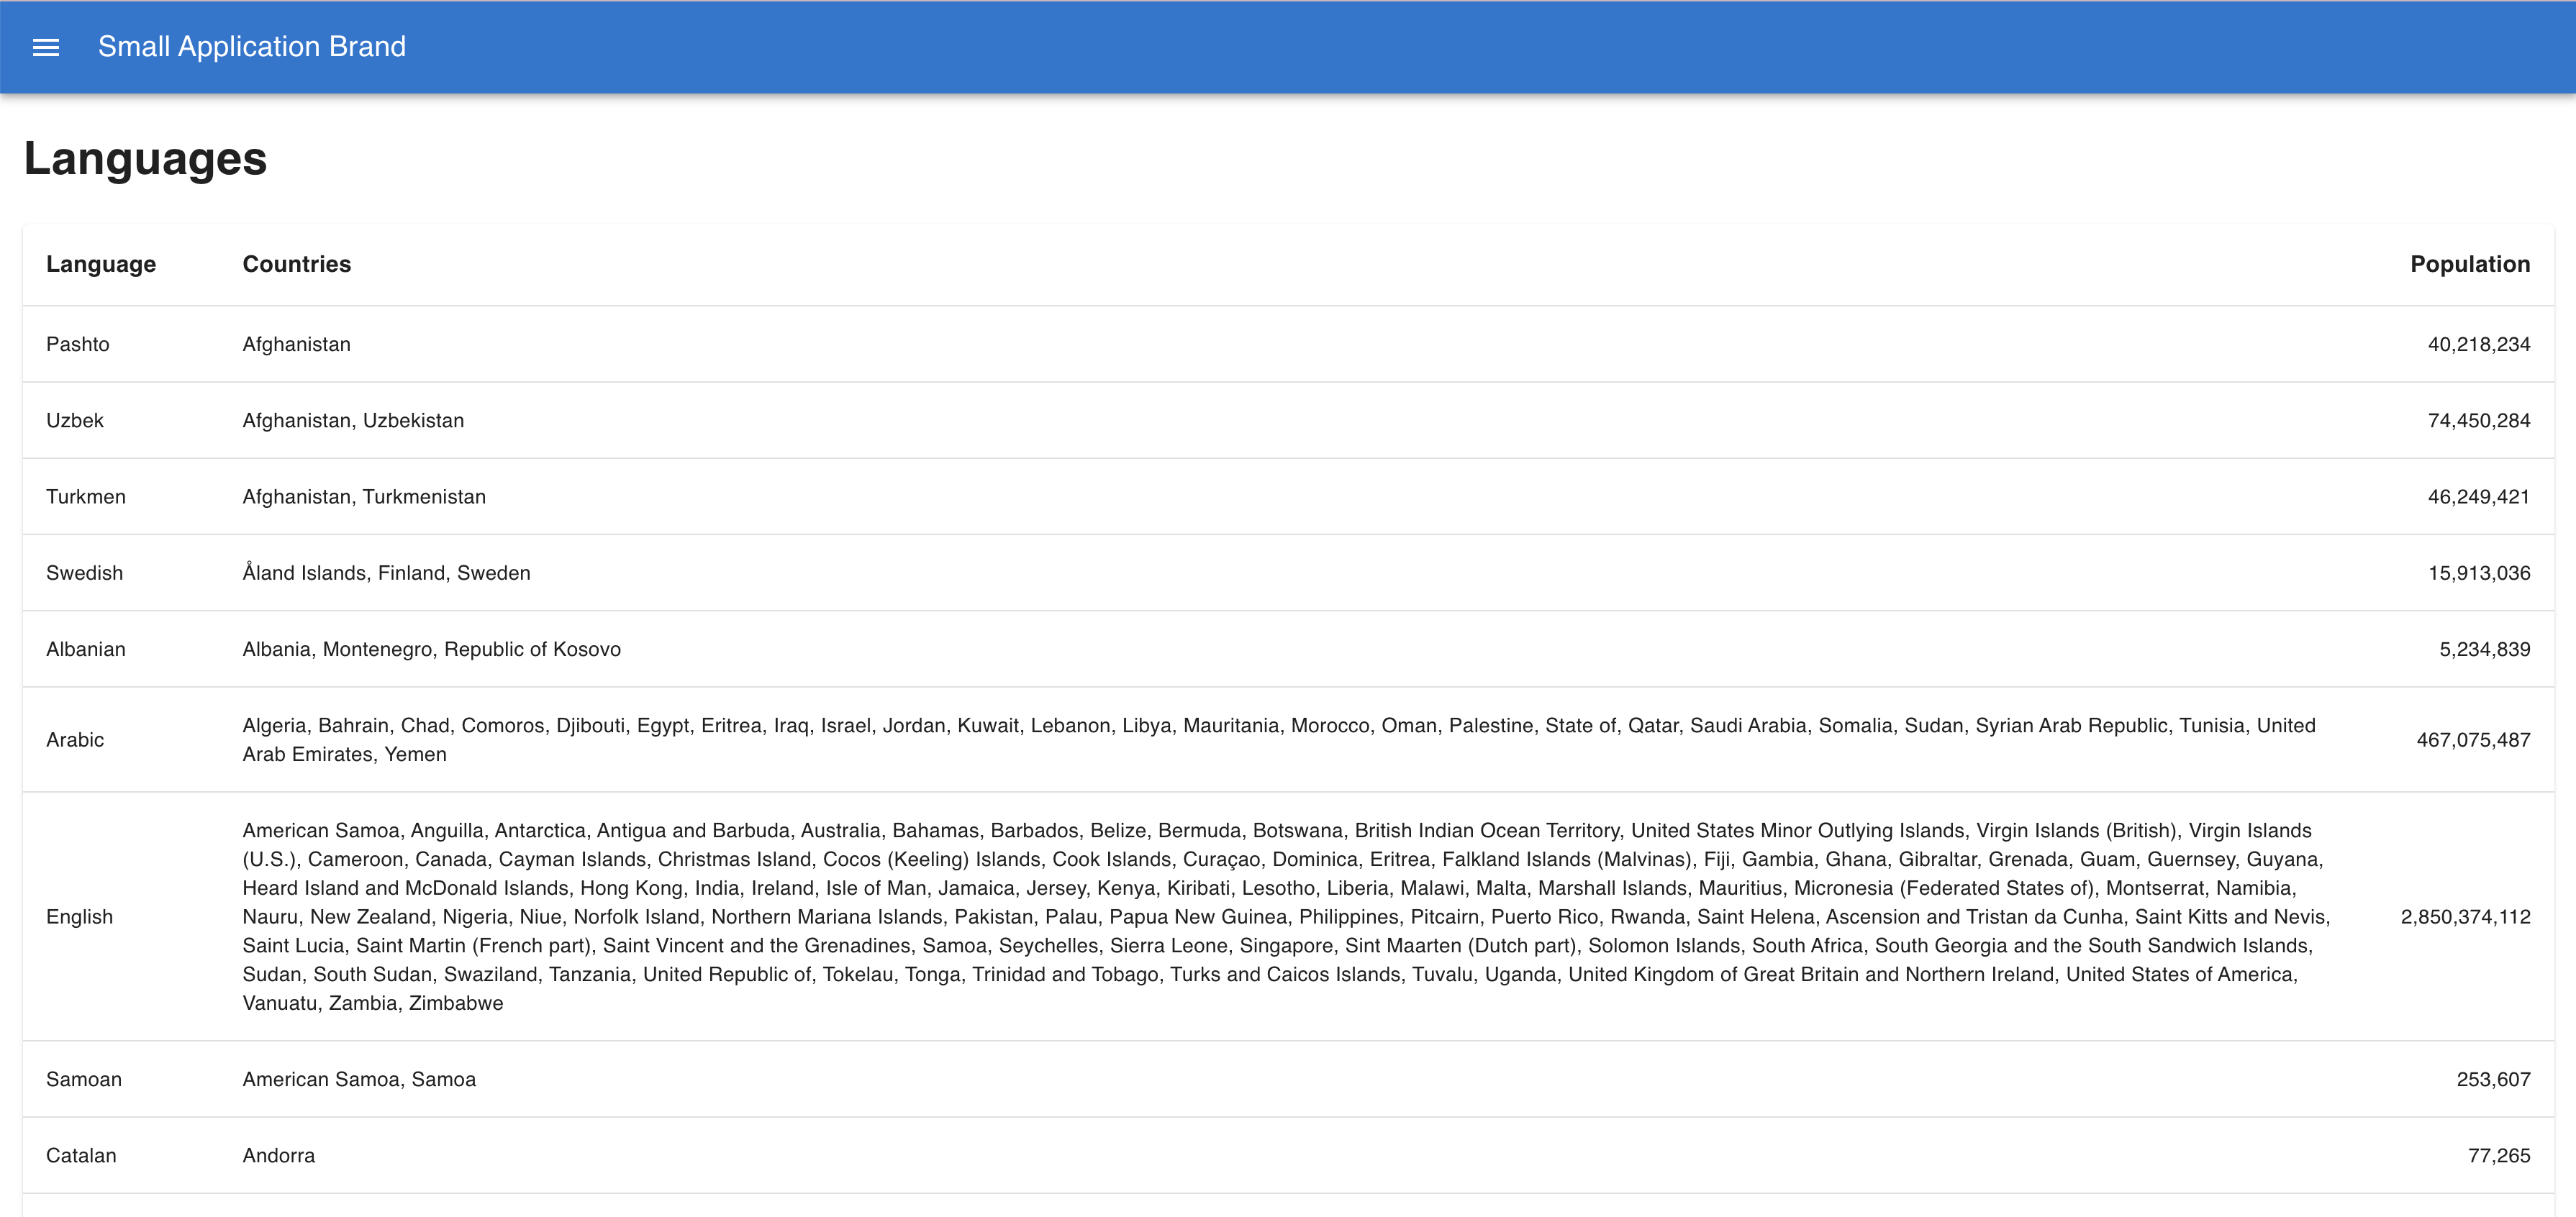 Small Application Brand
Languages
Language Countries Population
Pashto Afghanistan 40,218,234
Uzbek Afghanistan, Uzbekistan 74,450,284
Turkmen Afghanistan, Turkmenistan 46,249,421
Swedish Åland Islands, Finland, Sweden 15,913,036
Albanian Albania, Montenegro, Republic of Kosovo 5,234,839
Algeria, Bahrain, Chad, Comoros, Djibouti, Egypt, Eritrea, Iraq, Israel, Jordan, Kuwait, Lebanon, Libya, Mauritania, Morocco, Oman, Palestine, State of, Qatar, Saudi Arabia, Somalia, Sudan, Syrian Arab Republic, Tunisia, United
Arabic 467,075,487
Arab Emirates, Yemen
American Samoa, Anguilla, Antarctica, Antigua and Barbuda, Australia, Bahamas, Barbados, Belize, Bermuda, Botswana, British Indian Ocean Territory, United States Minor Outlying Islands, Virgin Islands (British), Virgin Islands
(U.S.), Cameroon, Canada, Cayman Islands, Christmas Island, Cocos (Keeling) Islands, Cook Islands, Curaçao, Dominica, Eritrea, Falkland Islands (Malvinas), Fiji, Gambia, Ghana, Gibraltar, Grenada, Guam, Guernsey, Guyana,
Heard Island and McDonald Islands, Hong Kong, India, Ireland, Isle of Man, Jamaica, Jersey, Kenya, Kiribati, Lesotho, Liberia, Malawi, Malta, Marshall Islands, Mauritius, Micronesia (Federated States of), Montserrat, Namibia,
English Nauru, New Zealand, Nigeria, Niue, Norfolk Island, Northern Mariana Islands, Pakistan, Palau, Papua New Guinea, Philippines, Pitcairn, Puerto Rico, Rwanda, Saint Helena, Ascension and Tristan da Cunha, Saint Kitts and Nevis, 2,850,374,112
Saint Lucia, Saint Martin (French part), Saint Vincent and the Grenadines, Samoa, Seychelles, Sierra Leone, Singapore, Sint Maarten (Dutch part), Solomon Islands, South Africa, South Georgia and the South Sandwich Islands,
Sudan, South Sudan, Swaziland, Tanzania, United Republic of, Tokelau, Tonga, Trinidad and Tobago, Turks and Caicos Islands, Tuvalu, Uganda, United Kingdom of Great Britain and Northern Ireland, United States of America,
Vanuatu, Zambia, Zimbabwe
Samoan American Samoa, Samoa 253,607
Catalan Andorra 77,265